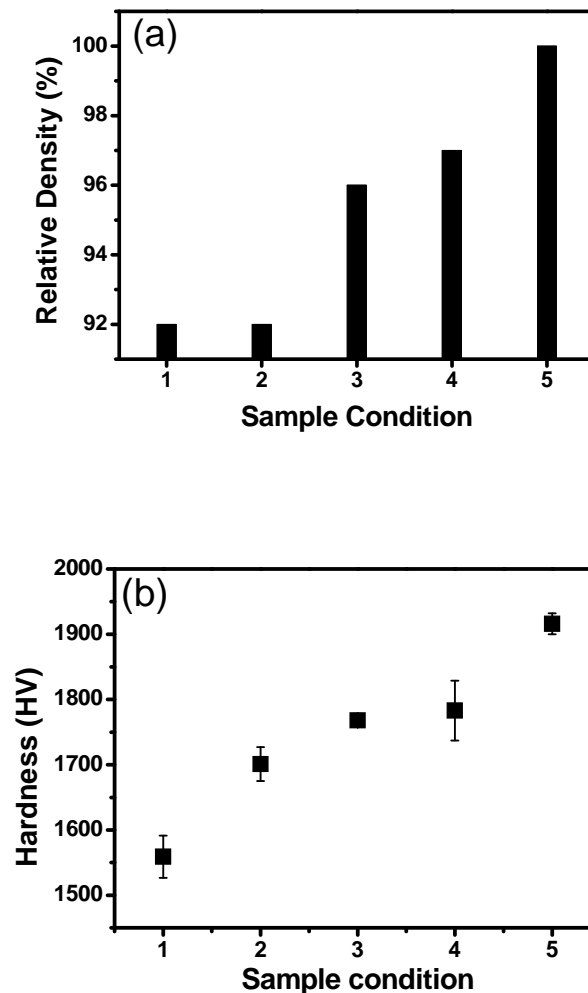 (a)
Relative Density (%)
100
98
96
94
92
1 2 3 4 5
Sample Condition
(b)
Hardness (HV)
2000
1900
1800
1700
1600
1500
1 2 3 4 5
Sample condition